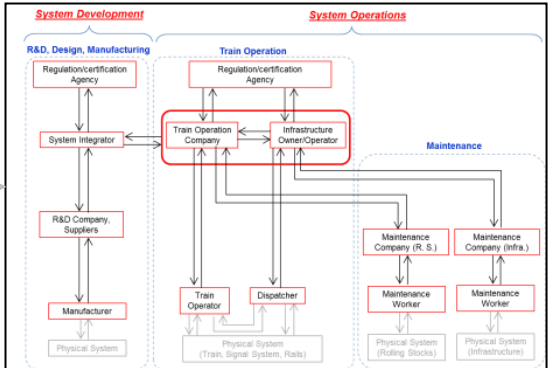 System Development
System Operations
R&D, Design, Manufacturing
Train Operation
Regulation/certification
Agency
Regulation/certification
Agency
System Integrator
Train Operation
Company
Infrastructure
Owner/Operator
Maintenance
R&D Company,
Suppliers
Maintenance
Company (R. S.)
Maintenance
Company (Infra.)
Train
Operator
Dispatcher
Maintenance
Worker
Maintenance
Worker
Manufacturer
Physical System
Physical System
(Train, Signal System, Rails)
Physical System
(Rolling Stocks)
Physical System
(Infrastructure)